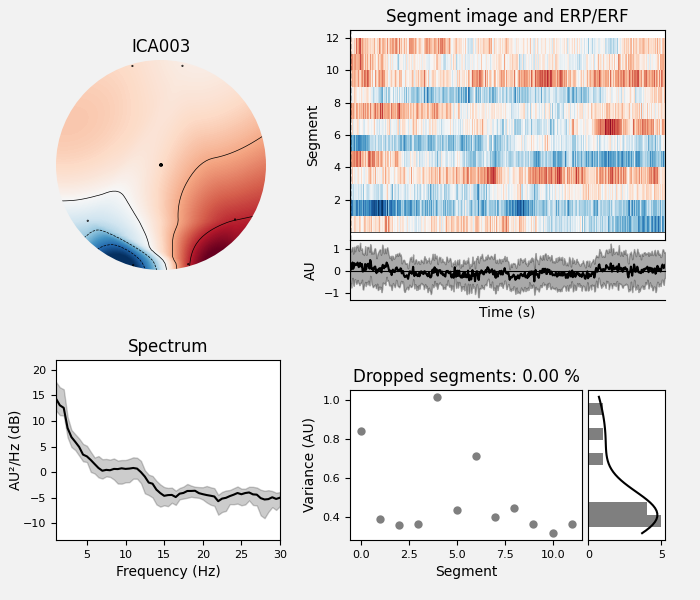 ICA003
Segment image and ERP/ERF
12
10
8
6
4
2
Segment
1
0
−1
AU
Time (s)
Spectrum
20
15
10
5
0
−5
−10
AU²/Hz (dB)
5 10 15 20 25 30
Frequency (Hz)
Dropped segments: 0.00 %
1.0
0.8
0.6
0.4
Variance (AU)
0.0 2.5 5.0 7.5 10.0
Segment
0 5